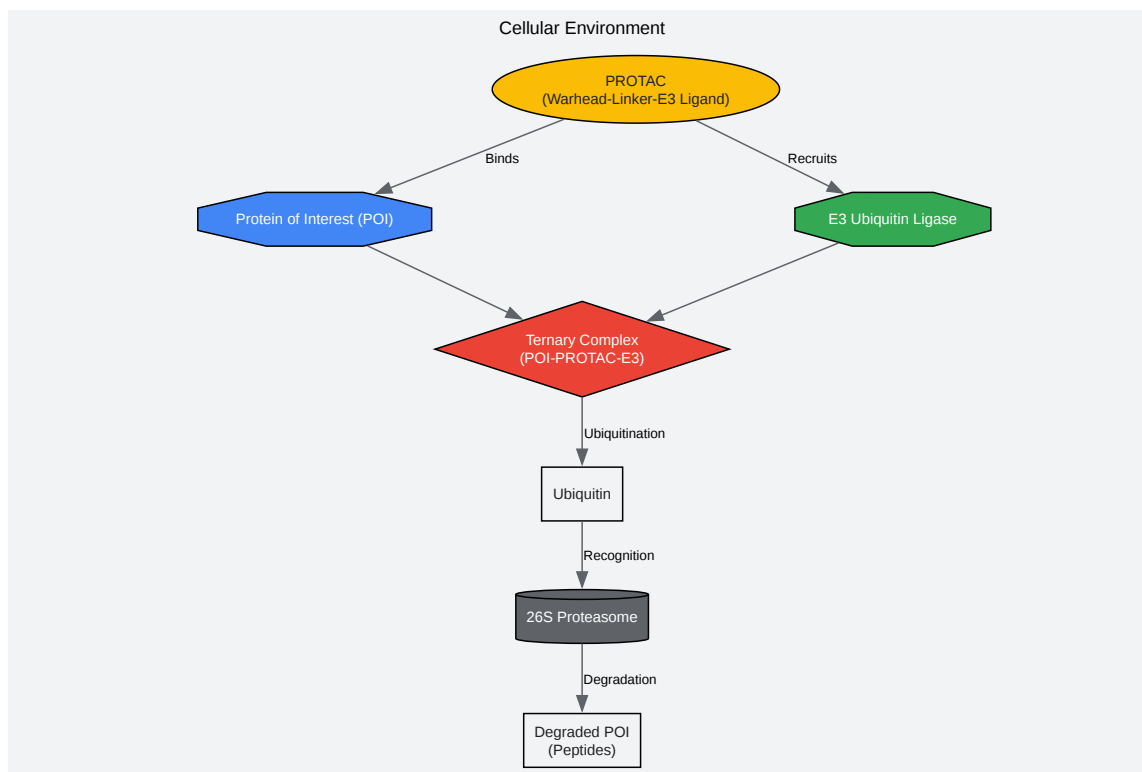 Cellular Environment
PROTAC
(Warhead-Linker-E3 Ligand)
Binds
Recruits
Protein of Interest (POI)
E3 Ubiquitin Ligase
Ternary Complex
(POI-PROTAC-E3)
Ubiquitination
Ubiquitin
Recognition
26S Proteasome
Degradation
Degraded POI
(Peptides)